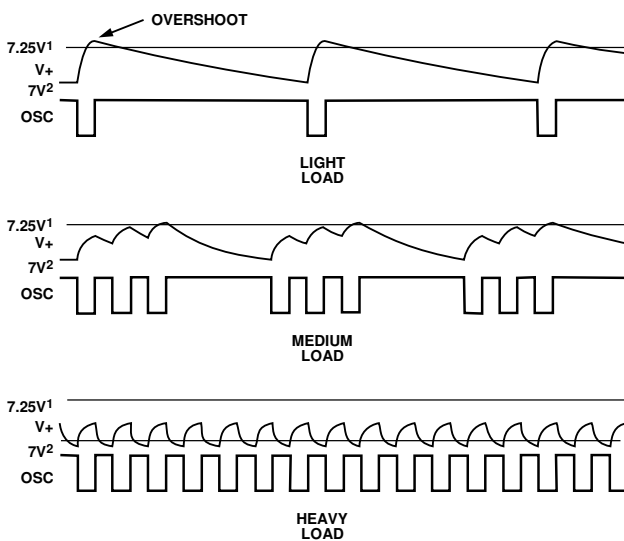 OVERSHOOT
7.25V1
V+
7V2
OSC
LIGHT
LOAD
7.25V1
V+
7V2
OSC
MEDIUM
LOAD
7.25V1
V+
7V2
OSC
HEAVY
LOAD